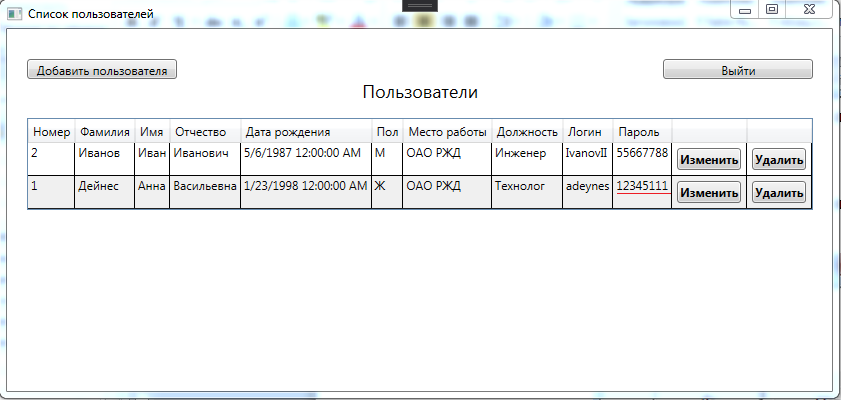 Список пользователей
Добавить пользователя Выйти
Пользователи
Номер Фамилия Имя Отчество Дата рождения Пол Место работы Должность Логин Пароль
2 Иванов Иван Иванович 5/6/1987 12:00:00 AM М ОАО РЖД Инженер IvanovII 55667788 Изменить Удалить
1 Дейнес Анна Васильевна 1/23/1998 12:00:00 AM Ж ОАО РЖД Технолог adeynes 12345111 Изменить Удалить